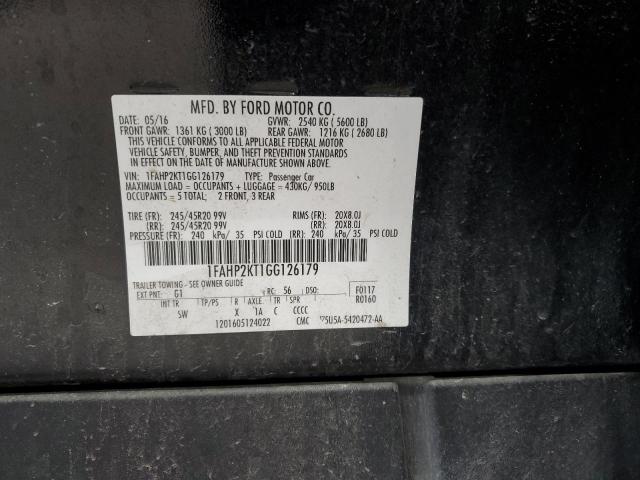 MFD. BY FORD MOTOR CO.
DATE: 05/16 GVWR: 2540 KG ( 5600 LB)
FRONT GAWR: 1361 KG ( 3000 LB) REAR GAWR: 1216 KG ( 2680 LB)
THIS VEHICLE CONFORMS TO ALL APPLICABLE FEDERAL MOTOR
VEHICLE SAFETY, BUMPER, AND THEFT PREVENTION STANDARDS
IN EFFECT ON THE DATE OF MANUFACTURE SHOWN ABOVE.
VIN: 1FAHP2KT1GG126179 TYPE: Passenger Car
MAXIMUM LOAD = OCCUPANTS + LUGGAGE = 430KG/ 950LB
OCCUPANTS = 5 TOTAL 2 FRONT, 3 REAR
TIRE (FR): 245/45R20 99V RIMS (FR): 20X8.0J
(RR): 245/45R20 99V (RR): 20X8.0J
PRESSURE (FR): 240 kPa/ 35 PSI COLD (RR): 240 kPa/ 35 PSI COLD
1FAHP2KT1GG126179
TRAILER TOWING - SEE OWNER GUIDE
EXT PNT: G1 RC: 56 DSO: F0117
INT TR TP/PS R AXLE TR SPR R0160
SW X 1A C CCCC
1201605124022 CMC 5U5A-5420472-AA